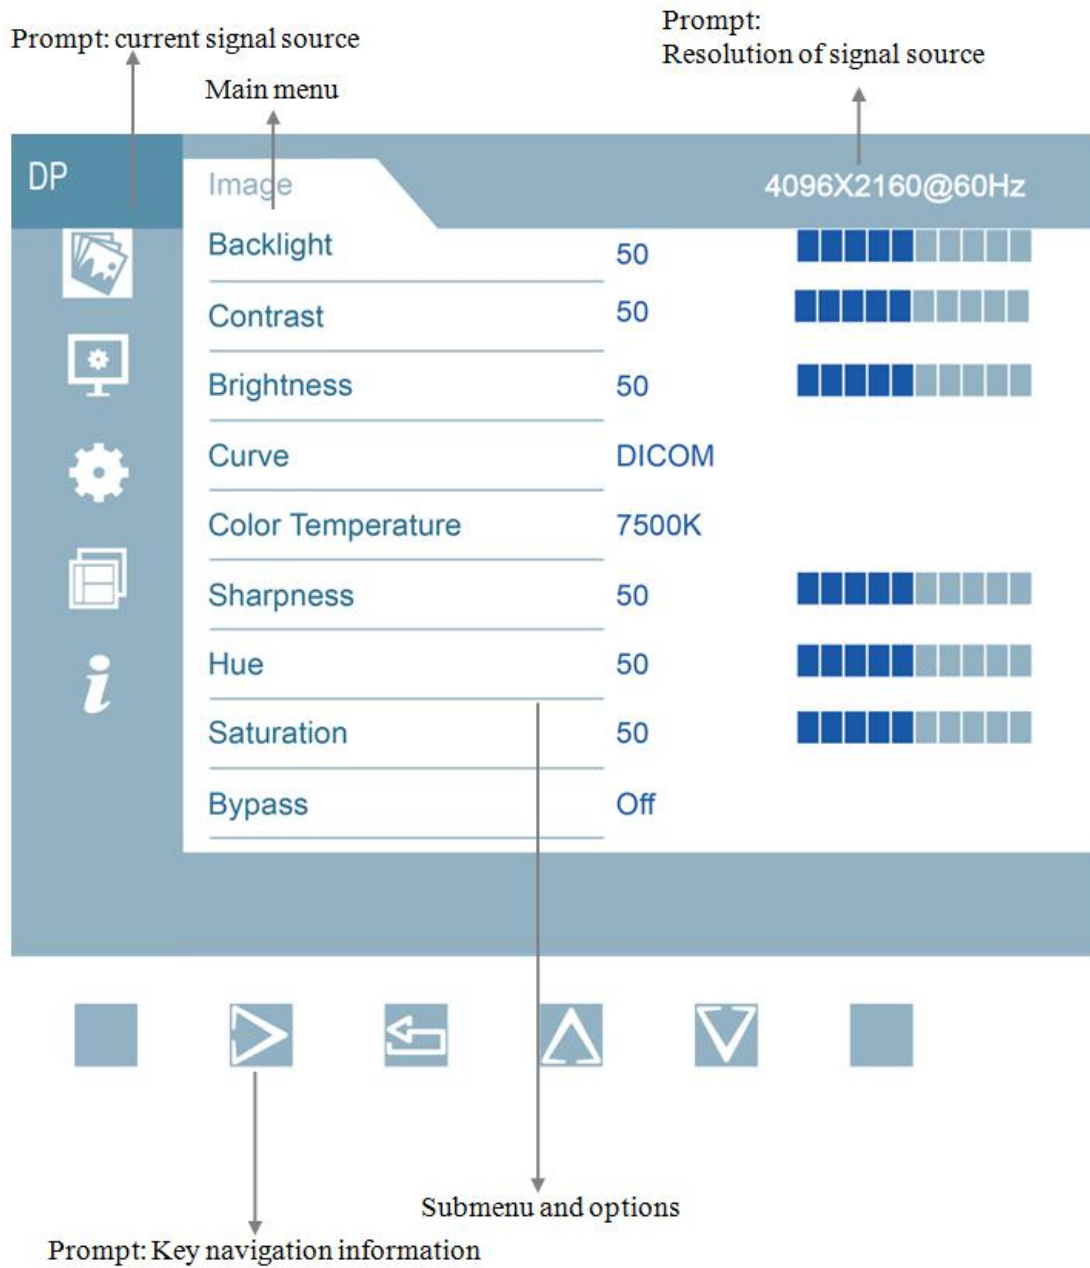 Prompt: current signal source
Prompt:
Resolution of signal source
Main menu
DP
Image
4096X2160@60Hz
Backlight 50
Contrast 50
Brightness 50
Curve DICOM
Color Temperature 7500K
Sharpness 50
Hue 50
Saturation 50
Bypass Off
Submenu and options
Prompt: Key navigation information